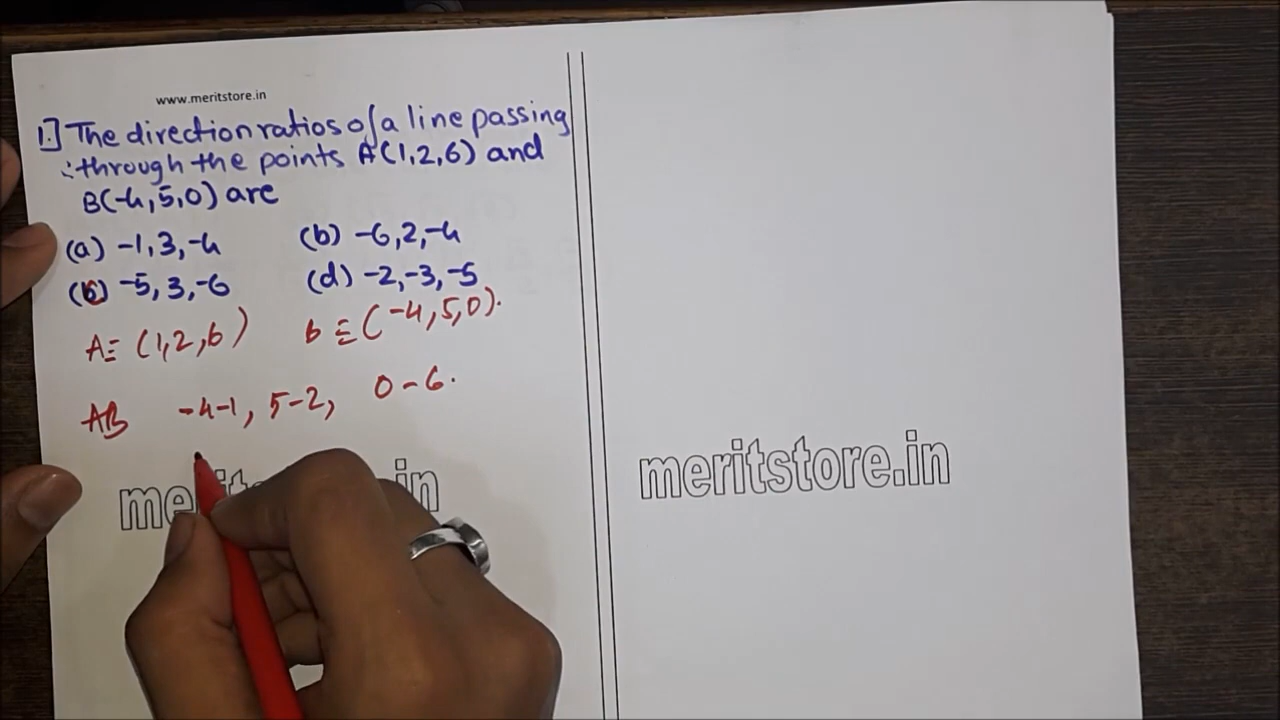 www.meritstore.in
1.] The direction ratios of a line passing
through the points A(1,2,6) and
B(-4,5,0) are
(a) -1,3,-4 (b) -6,2,-4
(c) -5,3,-6 (d) -2,-3,-5
A≡ (1,2,6) b ≡ (-4,5,0).
AB -4-1, 5-2, 0-6.
meritstore.in